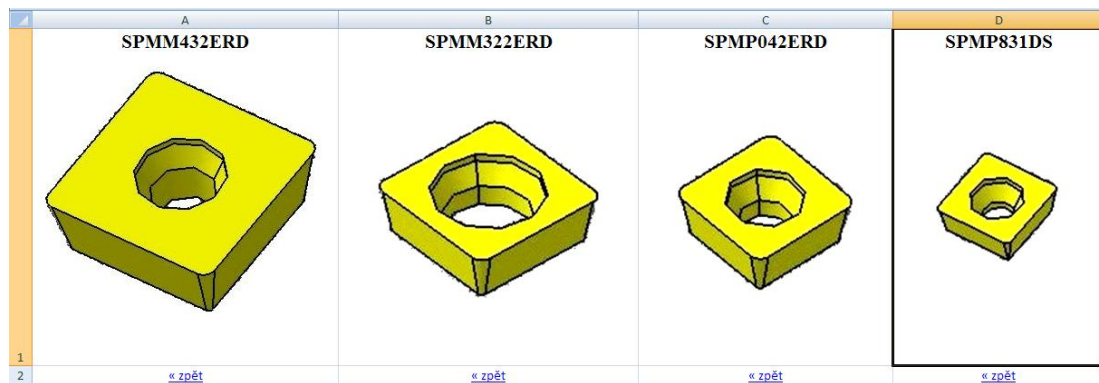 A B C D
1 SPMM432ERD SPMM322ERD SPMP042ERD SPMP831DS
2 « zpět « zpět « zpět « zpět